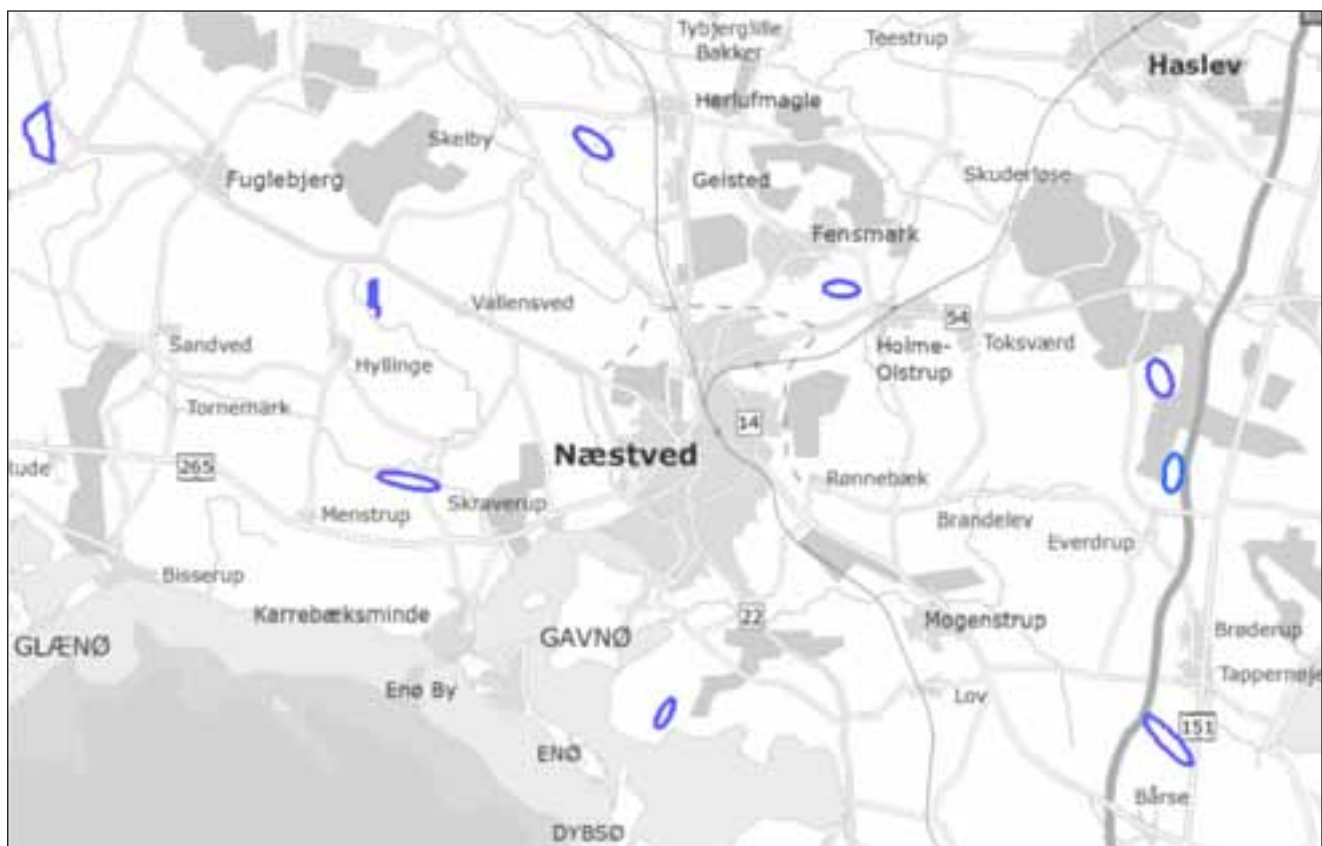 Tybjerglille
Bakker
Teestrup
Haslev
Herlufmagle
Skelby
Fuglebjerg
Gelsted
Skuderløse
Fensmark
Vallensved
54
Sandved
Holme-
Olstrup
Toksværd
Hyllinge
Tornemark
14
Næstved
265
Rønnebæk
Menstrup
Skraverup
Brandelev
Everdrup
Bisserup
Karrebæksminde
22
Mogenstrup
Brøderup
GLÆNØ
GAVNØ
Tappernøje
Enø By
Lov
151
ENØ
Bårse
DYBSØ